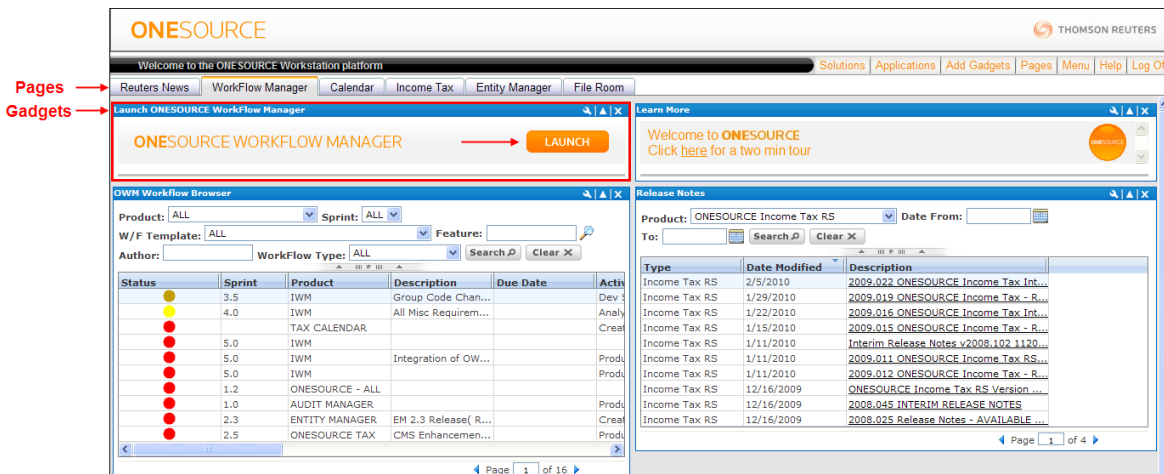 ONESOURCE
THOMSON REUTERS
Welcome to the ONESOURCE Workstation platform
Solutions | Applications | Add Gadgets | Pages | Menu | Help | Log Of
Pages
Reuters News WorkFlow Manager Calendar Income Tax Entity Manager File Room
Gadgets
Launch ONESOURCE WorkFlow Manager
ONESOURCE WORKFLOW MANAGER LAUNCH
Learn More
Welcome to ONESOURCE
Click here for a two min tour
ONESOURCE
OWM Workflow Browser
Product: ALL Sprint: ALL
W/F Template: ALL Feature:
Author: WorkFlow Type: ALL Search Clear X
Status Sprint Product Description Due Date Activ
3.5 IWM Group Code Chan... Dev S
4.0 IWM All Misc Requirem... Analy
TAX CALENDAR Creat
5.0 IWM
5.0 IWM Integration of OW... Produ
5.0 IWM Produ
1.2 ONESOURCE - ALL
1.0 AUDIT MANAGER Produ
2.3 ENTITY MANAGER EM 2.3 Release( R... Creat
2.5 ONESOURCE TAX CMS Enhancemen... Produ
Page 1 of 16
Release Notes
Product: ONESOURCE Income Tax RS Date From:
To: Search Clear X
Type Date Modified Description
Income Tax RS 2/5/2010 2009.022 ONESOURCE Income Tax Int...
Income Tax RS 1/29/2010 2009.019 ONESOURCE Income Tax - R...
Income Tax RS 1/22/2010 2009.016 ONESOURCE Income Tax Int...
Income Tax RS 1/15/2010 2009.015 ONESOURCE Income Tax - R...
Income Tax RS 1/11/2010 Interim Release Notes v2008.102 1120...
Income Tax RS 1/11/2010 2009.011 ONESOURCE Income Tax RS...
Income Tax RS 1/11/2010 2009.012 ONESOURCE Income Tax - R...
Income Tax RS 12/16/2009 ONESOURCE Income Tax RS Version ...
Income Tax RS 12/16/2009 2008.045 INTERIM RELEASE NOTES
Income Tax RS 12/16/2009 2008.025 Release Notes - AVAILABLE ...
Page 1 of 4